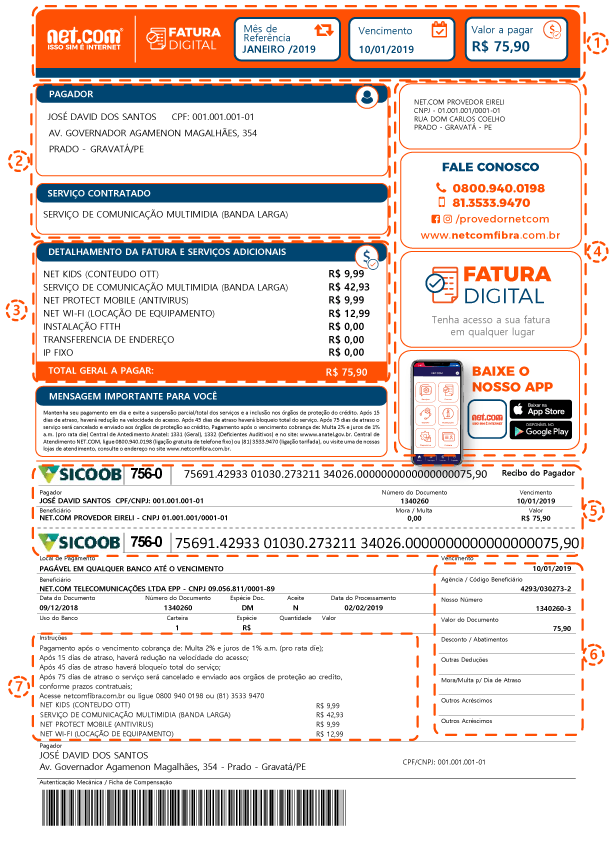 net.com
ISSO SIM É INTERNET
FATURA
DIGITAL
Mês de
Referência
JANEIRO /2019
Vencimento
10/01/2019
Valor a pagar
R$ 75,90
1
PAGADOR
JOSÉ DAVID DOS SANTOS CPF: 001.001.001-01
AV. GOVERNADOR AGAMENON MAGALHÃES, 354
PRADO - GRAVATÁ/PE
2
SERVIÇO CONTRATADO
SERVIÇO DE COMUNICAÇÃO MULTIMIDIA (BANDA LARGA)
NET.COM PROVEDOR EIRELI
CNPJ - 01.001.001/0001-01
RUA DOM CARLOS COELHO
PRADO - GRAVATÁ - PE
FALE CONOSCO
0800.940.0198
81.3533.9470
/provedornetcom
www.netcomfibra.com.br
4
FATURA
DIGITAL
Tenha acesso a sua fatura
em qualquer lugar
BAIXE O
NOSSO APP
net.com
Baixar na
App Store
DISPONÍVEL NO
Google Play
DETALHAMENTO DA FATURA E SERVIÇOS ADICIONAIS
3
NET KIDS (CONTEUDO OTT) R$ 9,99
SERVIÇO DE COMUNICAÇÃO MULTIMIDIA (BANDA LARGA) R$ 42,93
NET PROTECT MOBILE (ANTIVIRUS) R$ 9,99
NET WI-FI (LOCAÇÃO DE EQUIPAMENTO) R$ 12,99
INSTALAÇÃO FTTH R$ 0,00
TRANSFERENCIA DE ENDEREÇO R$ 0,00
IP FIXO R$ 0,00
TOTAL GERAL A PAGAR: R$ 75,90
MENSAGEM IMPORTANTE PARA VOCÊ
Mantenha seu pagamento em dia e evite a suspensão parcial/total dos serviços e a inclusão nos órgãos de proteção do crédito. Após 15
dias de atraso, haverá redução na velocidade do acesso. Após 45 dias de atraso haverá bloqueio total do serviço. Após 75 dias de atraso o
serviço será cancelado e enviado aos órgãos de proteção ao crédito. Pagamento após o vencimento cobrança de: Multa 2% e juros de 1%
a.m. (pro rata die) Central de Antedimento Anatel: 1331 (Geral), 1332 (Deficientes Auditivos) e no site: www.anatel.gov.br. Central de
Atendimento NET.COM, ligue 0800.940.0198 (ligação gratuita de telefone fixo) ou (81) 3533.9470 (ligação tarifada), ou visite uma de nossas
lojas de atendimento, consulte o endereço no site www.netcomfibra.com.br.
SICOOB 756-0 75691.42933 01030.273211 34026.0000000000000000075,90 Recibo do Pagador
Pagador Número do Documento Vencimento
JOSÉ DAVID SANTOS CPF/CNPJ: 001.001.001-01 1340260 10/01/2019
Beneficiário Mora / Multa Valor
NET.COM PROVEDOR EIRELI - CNPJ 01.001.001/0001-01 0,00 R$ 75,90
5
SICOOB 756-0 75691.42933 01030.273211 34026.0000000000000000075,90
Local de Pagamento Vencimento
PAGÁVEL EM QUALQUER BANCO ATÉ O VENCIMENTO 10/01/2019
Beneficiário Agência / Código Beneficiário
NET.COM TELECOMUNICAÇÕES LTDA EPP - CNPJ 09.056.811/0001-89 4293/030273-2
Data do Documento Número do Documento Espécie Doc. Aceite Data do Processamento Nosso Número
09/12/2018 1340260 DM N 02/02/2019 1340260-3
Uso do Banco Carteira Espécie Quantidade Valor Valor do Documento
1 R$ 75,90
Instruções
Desconto / Abatimentos
Outras Deduções
Mora/Multa p/ Dia de Atraso
Outros Acréscimos
Outros Acréscimos
6
7
Pagamento após o vencimento cobrança de: Multa 2% e juros de 1% a.m. (pro rata die);
Após 15 dias de atraso, haverá redução na velocidade do acesso;
Após 45 dias de atraso haverá bloqueio total do serviço;
Após 75 dias de atraso o serviço será cancelado e enviado aos órgãos de proteção ao credito,
conforme prazos contratuais;
Acesse netcomfibra.com.br ou ligue 0800 940 0198 ou (81) 3533 9470
NET KIDS (CONTEUDO OTT) R$ 9,99
SERVIÇO DE COMUNICAÇÃO MULTIMIDIA (BANDA LARGA) R$ 42,93
NET PROTECT MOBILE (ANTIVIRUS) R$ 9,99
NET WI-FI (LOCAÇÃO DE EQUIPAMENTO) R$ 12,99
Pagador
JOSÉ DAVID DOS SANTOS
Av. Governador Agamenon Magalhães, 354 - Prado - Gravatá/PE CPF/CNPJ: 001.001.001-01
Autenticação Mecânica / Ficha de Compensação